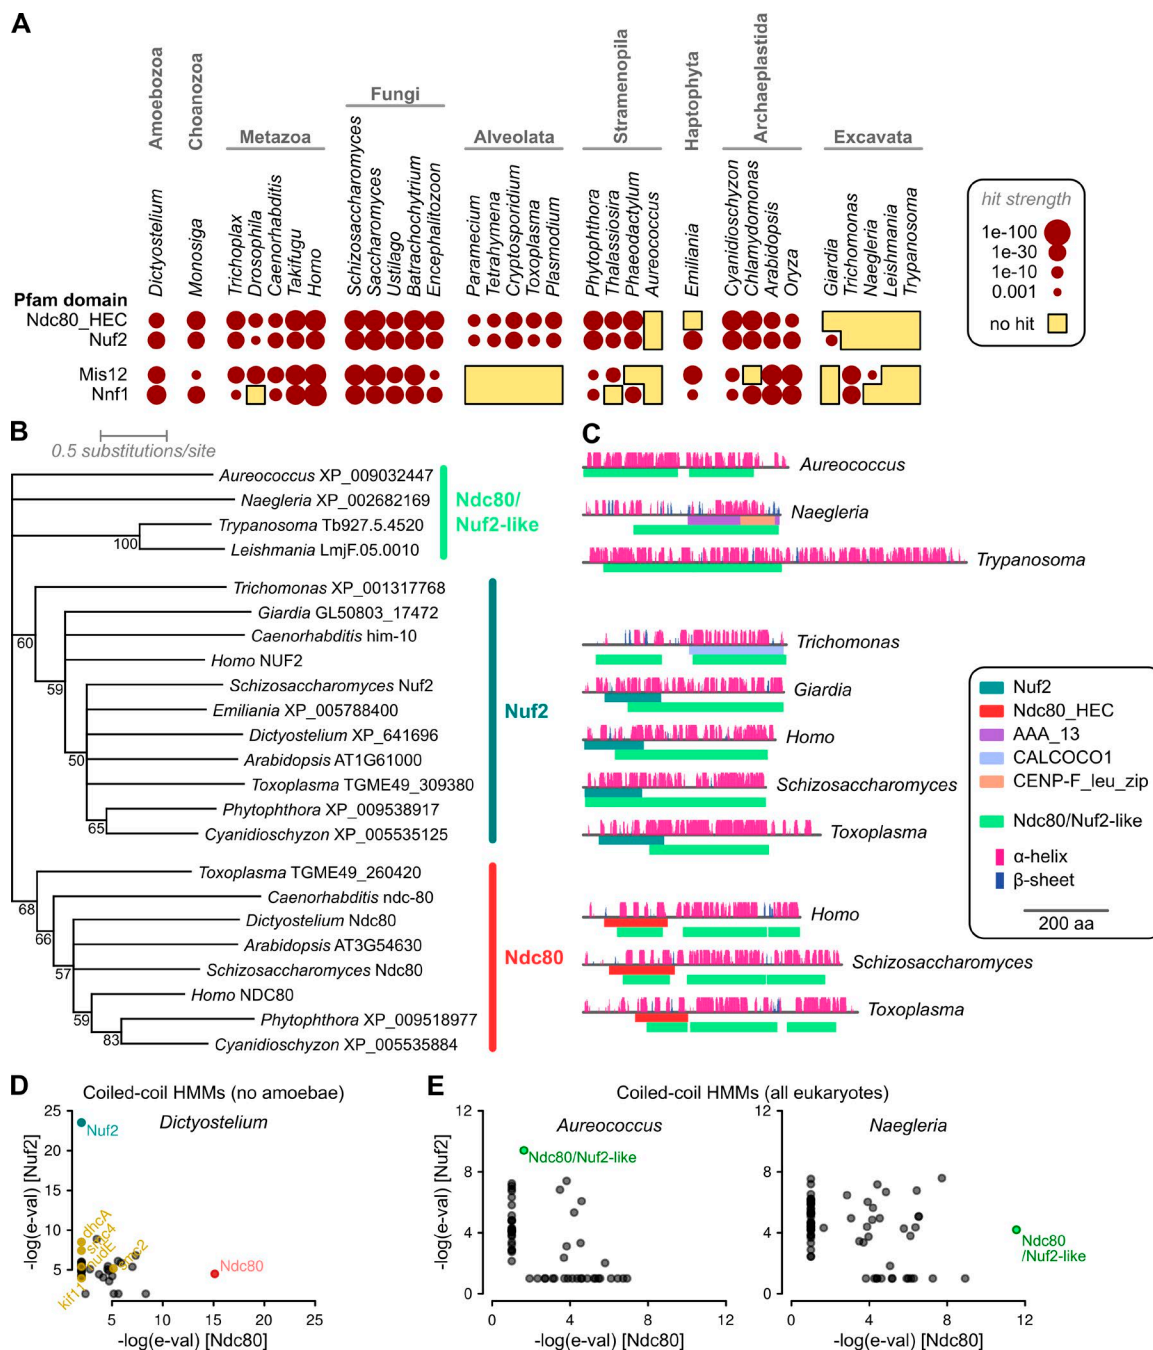 A
Amoebozoa
Choanozoa
Metazoa
Fungi
Alveolata
Stramenopila
Haptophyta
Archaeplastida
Excavata
Dictyostelium
Monosiga
Trichoplax
Drosophila
Caenorhabditis
Takifugu
Homo
Schizosaccharomyces
Saccharomyces
Ustilago
Batrachochytrium
Encephalitozoon
Paramecium
Tetrahymena
Cryptosporidium
Toxoplasma
Plasmodium
Phytophthora
Thalassiosira
Phaeodactylum
Aureococcus
Emiliania
Cyanidioschyzon
Chlamydomonas
Arabidopsis
Oryza
Giardia
Trichomonas
Naegleria
Leishmania
Trypanosoma
hit strength
1e-100
1e-30
1e-10
0.001
no hit
Pfam domain
Ndc80_HEC
Nuf2
Mis12
Nnf1
B
0.5 substitutions/site
Aureococcus XP_009032447
Naegleria XP_002682169
Trypanosoma Tb927.5.4520
100
Leishmania LmjF.05.0010
Ndc80/
Nuf2-like
Trichomonas XP_001317768
Giardia GL50803_17472
Caenorhabditis him-10
60
Homo NUF2
59
Schizosaccharomyces Nuf2
Emiliania XP_005788400
Dictyostelium XP_641696
50
Arabidopsis AT1G61000
Toxoplasma TGME49_309380
Phytophthora XP_009538917
65
Cyanidioschyzon XP_005535125
Nuf2
Toxoplasma TGME49_260420
Caenorhabditis ndc-80
68
Dictyostelium Ndc80
66
Arabidopsis AT3G54630
57
Schizosaccharomyces Ndc80
Homo NDC80
59
Phytophthora XP_009518977
83
Cyanidioschyzon XP_005535884
Ndc80
C
Aureococcus
Naegleria
Trypanosoma
Trichomonas
Giardia
Homo
Schizosaccharomyces
Toxoplasma
Homo
Schizosaccharomyces
Toxoplasma
Nuf2
Ndc80_HEC
AAA_13
CALCOCO1
CENP-F_leu_zip
Ndc80/Nuf2-like
α-helix
β-sheet
200 aa
D
Coiled-coil HMMs (no amoebae)
Dictyostelium
-log(e-val) [Nuf2]
25
20
15
10
5
Nuf2
dhcA
smc4
nudE
smc2
kif11
Ndc80
5
10
15
20
25
-log(e-val) [Ndc80]
E
Coiled-coil HMMs (all eukaryotes)
Aureococcus
-log(e-val) [Nuf2]
12
8
4
0
Ndc80/Nuf2-like
0
4
8
12
-log(e-val) [Ndc80]
Naegleria
12
8
4
0
Ndc80
/Nuf2-like
0
4
8
12
-log(e-val) [Ndc80]